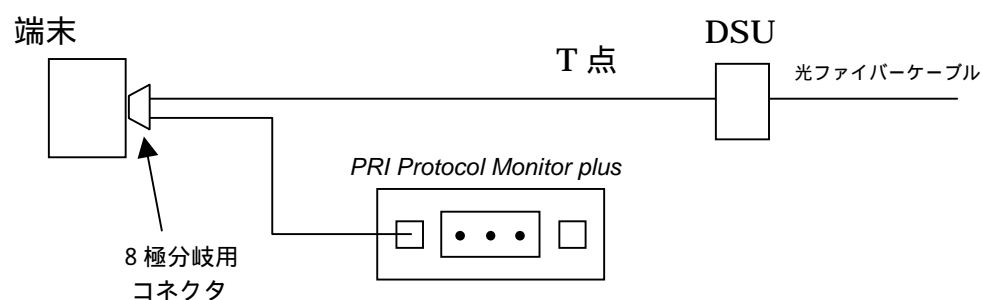 端末
DSU
T 点
光ファイバーケーブル
PRI Protocol Monitor plus
8 極分岐用
コネクタ